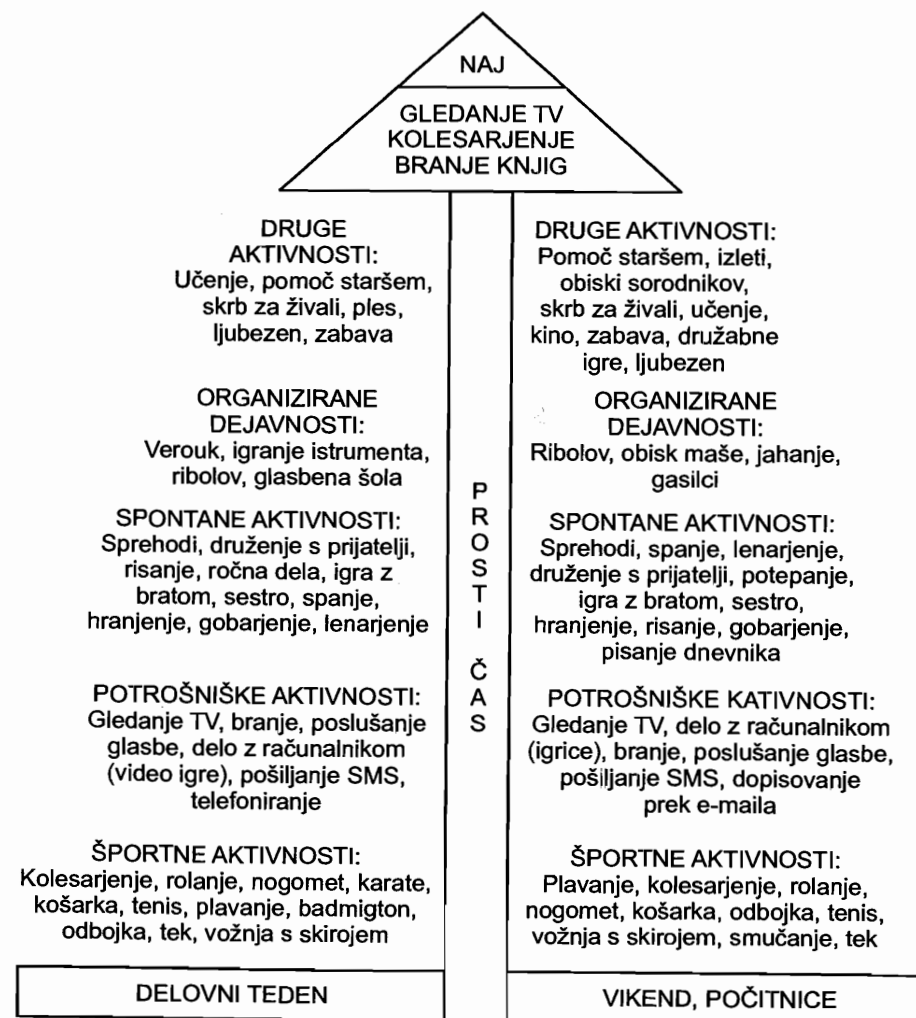 NAJ
GLEDANJE TV
KOLESARJENJE
BRANJE KNJIG
DRUGE
AKTIVNOSTI:
Učenje, pomoč staršem,
skrb za živali, ples,
ljubezen, zabava
ORGANIZIRANE
DEJAVNOSTI:
Verouk, igranje istrumenta,
ribolov, glasbena šola
SPONTANE AKTIVNOSTI:
Sprehodi, druženje s prijatelji,
risanje, ročna dela, igra z
bratom, sestro, spanje,
hranjenje, gobarjenje, lenarjenje
POTROŠNIŠKE AKTIVNOSTI:
Gledanje TV, branje, poslušanje
glasbe, delo z računalnikom
(video igre), pošiljanje SMS,
telefoniranje
ŠPORTNE AKTIVNOSTI:
Kolesarjenje, rolanje, nogomet, karate,
košarka, tenis, plavanje, badmigton,
odbojka, tek, vožnja s skirojem
DELOVNI TEDEN
PROSTI ČAS
DRUGE AKTIVNOSTI:
Pomoč staršem, izleti,
obiski sorodnikov,
skrb za živali, učenje,
kino, zabava, družabne
igre, ljubezen
ORGANIZIRANE
DEJAVNOSTI:
Ribolov, obisk maše, jahanje,
gasilci
SPONTANE AKTIVNOSTI:
Sprehodi, spanje, lenarjenje,
druženje s prijatelji, potepanje,
igra z bratom, sestro,
hranjenje, risanje, gobarjenje,
pisanje dnevnika
POTROŠNIŠKE KATIVNOSTI:
Gledanje TV, delo z računalnikom
(igrice), branje, poslušanje glasbe,
pošiljanje SMS, dopisovanje
prek e-maila
ŠPORTNE AKTIVNOSTI:
Plavanje, kolesarjenje, rolanje,
nogomet, košarka, odbojka, tenis,
vožnja s skirojem, smučanje, tek
VIKEND, POČITNICE